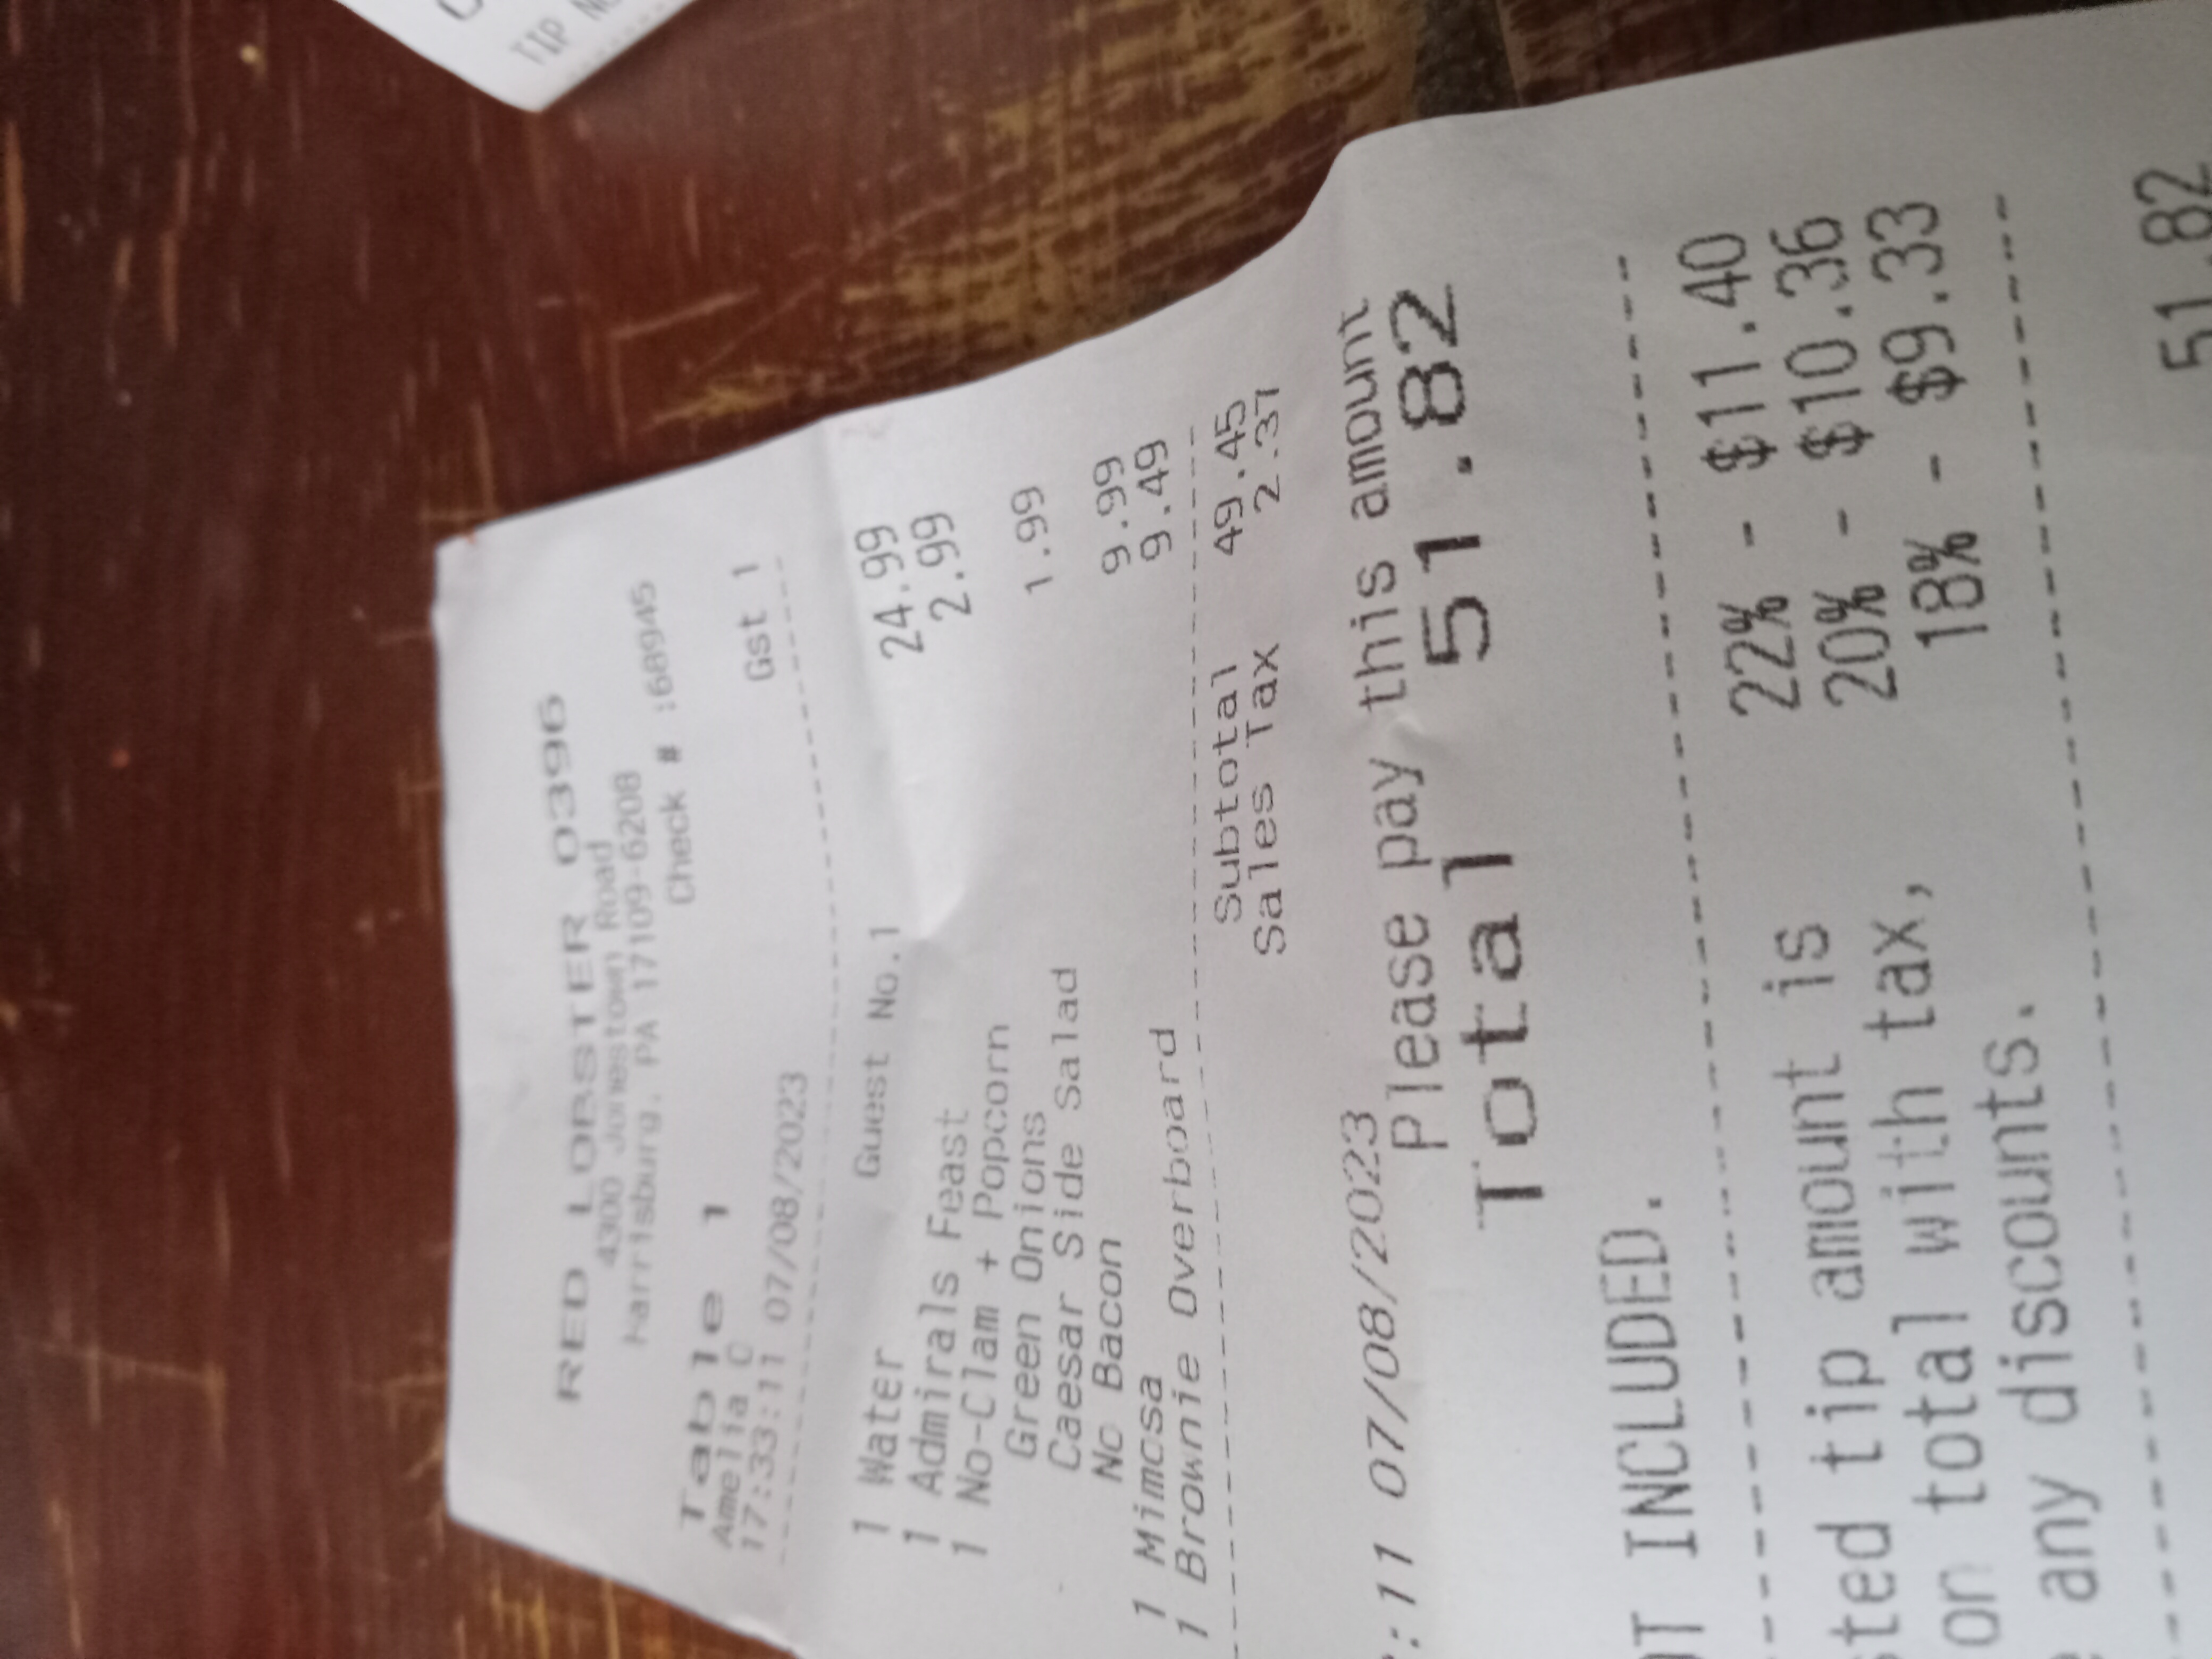 TIP
RED LOBSTER 0396
4300 Jonestown Road
Harrisburg, PA 17109-6208
Check # :688945
Table 1
Amelia C Gst 1
17:33:11 07/08/2023
Guest No.1
1 Water
1 Admirals Feast 24.99
1 No-Clam + Popcorn 2.99
Green Onions
Caesar Side Salad 1.99
No Bacon
1 Mimosa 9.99
1 Brownie Overboard 9.49
Subtotal 49.45
Sales Tax 2.37
:11 07/08/2023
Please pay this amount
Total 51.82
OT INCLUDED.
sted tip amount is 22% - $11.40
on total with tax, 20% - $10.36
any discounts. 18% - $9.33
51.82